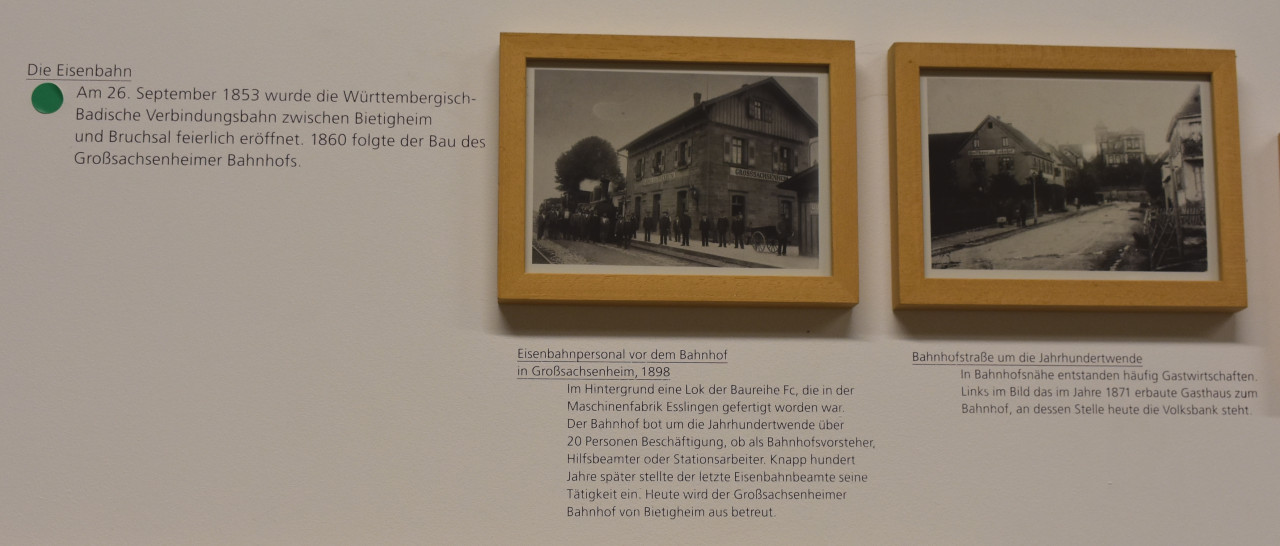 Die Eisenbahn
Am 26. September 1853 wurde die Württembergisch-
Badische Verbindungsbahn zwischen Bietigheim
und Bruchsal feierlich eröffnet. 1860 folgte der Bau des
Großsachsenheimer Bahnhofs.
GROSSSACHSENHEIM
Eisenbahnpersonal vor dem Bahnhof
in Großsachsenheim, 1898
Im Hintergrund eine Lok der Baureihe Fc, die in der
Maschinenfabrik Esslingen gefertigt worden war.
Der Bahnhof bot um die Jahrhundertwende über
20 Personen Beschäftigung, ob als Bahnhofsvorsteher,
Hilfsbeamter oder Stationsarbeiter. Knapp hundert
Jahre später stellte der letzte Eisenbahnbeamte seine
Tätigkeit ein. Heute wird der Großsachsenheimer
Bahnhof von Bietigheim aus betreut.
Bahnhofstraße um die Jahrhundertwende
In Bahnhofsnähe entstanden häufig Gastwirtschaften.
Links im Bild das im Jahre 1871 erbaute Gasthaus zum
Bahnhof, an dessen Stelle heute die Volksbank steht.